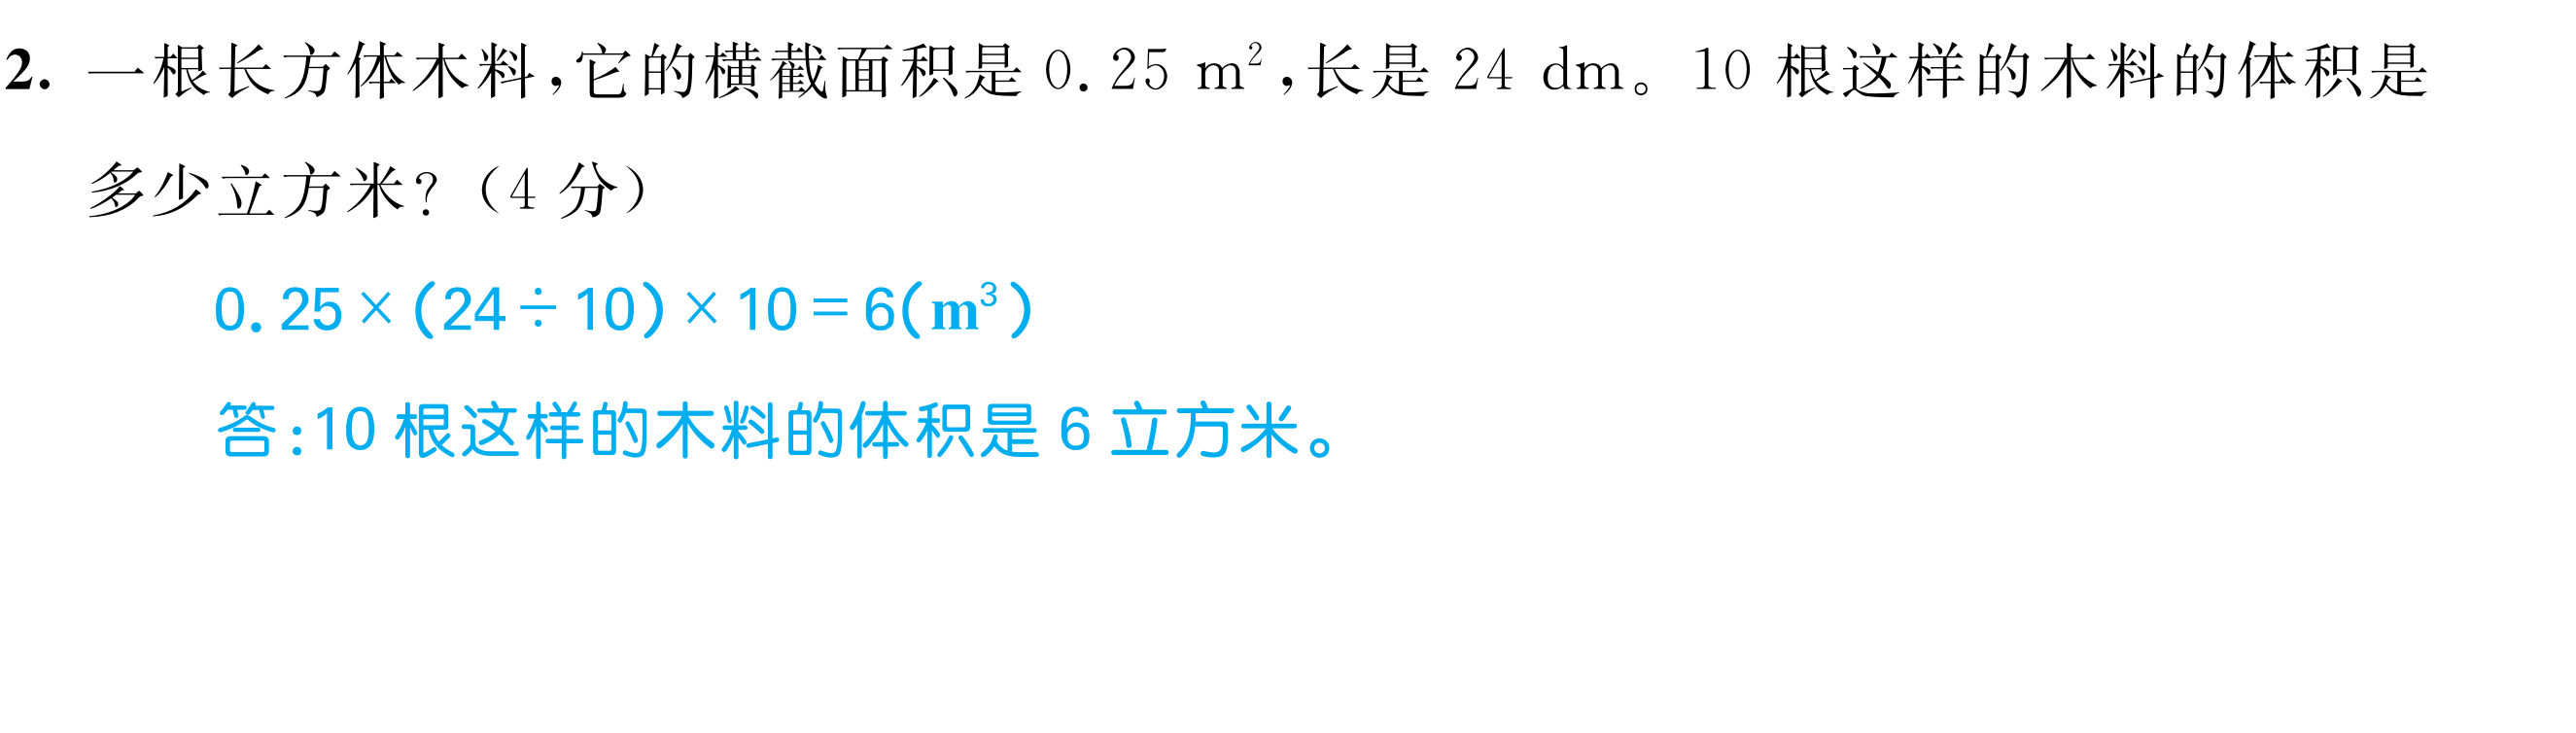 2. 一根长方体木料,它的横截面积是 0.25 m²,长是 24 dm。10 根这样的木料的体积是
多少立方米?(4 分)
0.25×(24÷10)×10=6(m³)
答:10 根这样的木料的体积是 6 立方米。